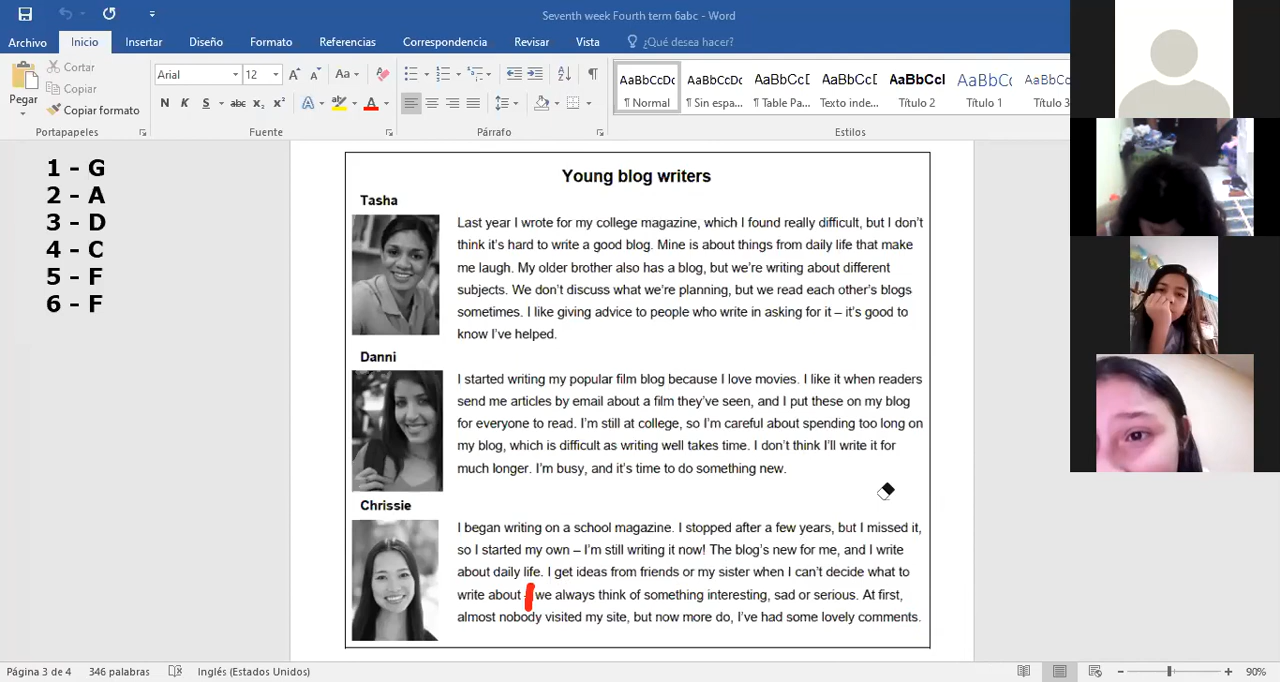 Seventh week Fourth term 6abc - Word
Archivo Inicio Insertar Diseño Formato Referencias Correspondencia Revisar Vista ¿Qué desea hacer?
Cortar
Copiar
Pegar
Copiar formato
Arial 12 Aa
N K S abc x₂ x² A A
AaBbCcDc AaBbCcDc AaBbCcD AaBbCcD AaBbCcl AaBbCcD AaBbCcD
¶ Normal ¶ Sin espa... ¶ Table Pa... Texto inde... Título 2 Título 1 Título 3
Portapapeles Fuente Párrafo Estilos
1 - G
2 - A
3 - D
4 - C
5 - F
6 - F
Young blog writers
Tasha
Last year I wrote for my college magazine, which I found really difficult, but I don't
think it's hard to write a good blog. Mine is about things from daily life that make
me laugh. My older brother also has a blog, but we're writing about different
subjects. We don't discuss what we're planning, but we read each other's blogs
sometimes. I like giving advice to people who write in asking for it – it's good to
know I've helped.
Danni
I started writing my popular film blog because I love movies. I like it when readers
send me articles by email about a film they've seen, and I put these on my blog
for everyone to read. I'm still at college, so I'm careful about spending too long on
my blog, which is difficult as writing well takes time. I don't think I'll write it for
much longer. I'm busy, and it's time to do something new.
Chrissie
I began writing on a school magazine. I stopped after a few years, but I missed it,
so I started my own – I'm still writing it now! The blog's new for me, and I write
about daily life. I get ideas from friends or my sister when I can't decide what to
write about – we always think of something interesting, sad or serious. At first,
almost nobody visited my site, but now more do, I've had some lovely comments.
Página 3 de 4 346 palabras Inglés (Estados Unidos) 90%